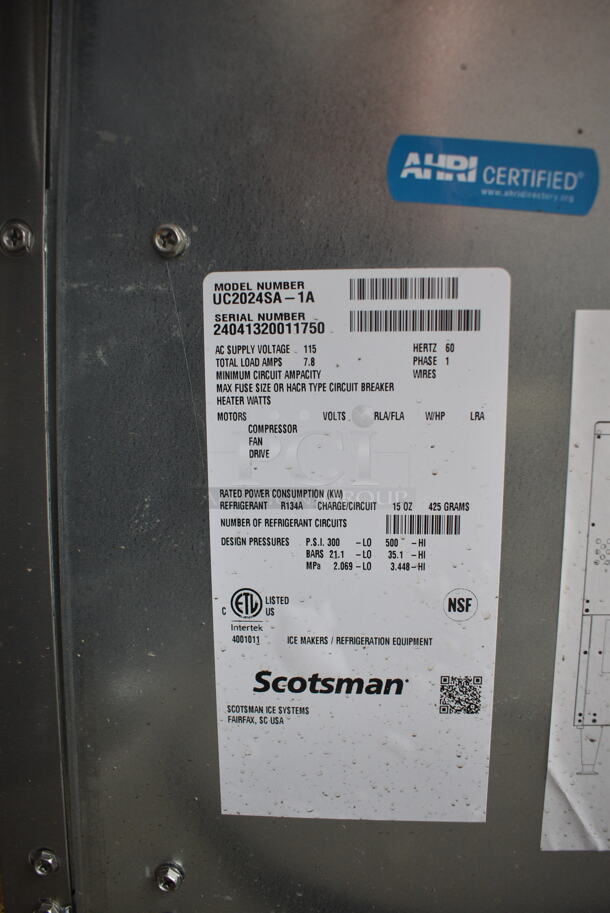 AHRI CERTIFIED®
www.ahridirectory.org
MODEL NUMBER
UC2024SA-1A
SERIAL NUMBER
24041320011750
AC SUPPLY VOLTAGE 115 HERTZ 60
TOTAL LOAD AMPS 7.8 PHASE 1
MINIMUM CIRCUIT AMPACITY WIRES
MAX FUSE SIZE OR HACR TYPE CIRCUIT BREAKER
HEATER WATTS
MOTORS VOLTS RLA/FLA W/HP LRA
COMPRESSOR
FAN
DRIVE
PCI
GROUP
RATED POWER CONSUMPTION (KW)
REFRIGERANT R134A CHARGE/CIRCUIT 15 OZ 425 GRAMS
NUMBER OF REFRIGERANT CIRCUITS
DESIGN PRESSURES P.S.I. 300 -LO 500 -HI
BARS 21.1 -LO 35.1 -HI
MPa 2.069-LO 3.448-HI
C ETL LISTED US
Intertek
4001011
NSF
ICE MAKERS / REFRIGERATION EQUIPMENT
Scotsman
SCOTSMAN ICE SYSTEMS
FAIRFAX, SC USA